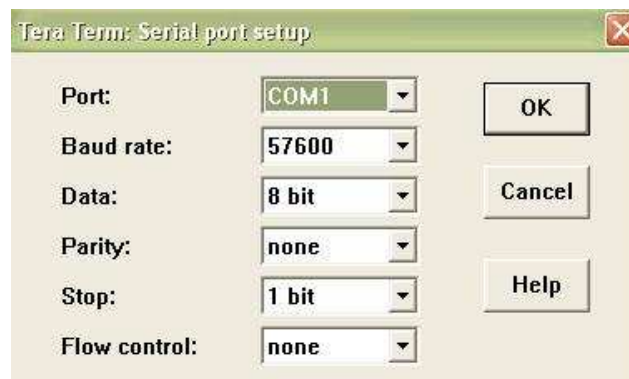 Tera Term: Serial port setup
Port: COM1
Baud rate: 57600
Data: 8 bit
Parity: none
Stop: 1 bit
Flow control: none
OK
Cancel
Help